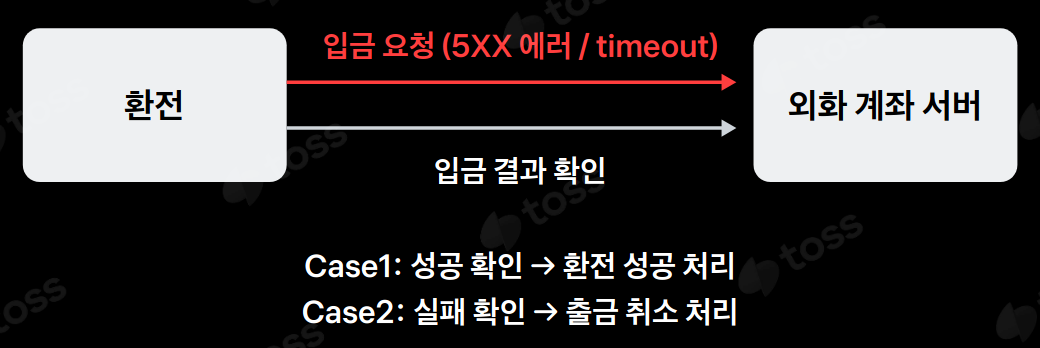 입금 요청 (5XX 에러 / timeout)
환전
외화 계좌 서버
입금 결과 확인
Case1: 성공 확인 → 환전 성공 처리
Case2: 실패 확인 → 출금 취소 처리
toss
toss
toss
toss
toss
toss